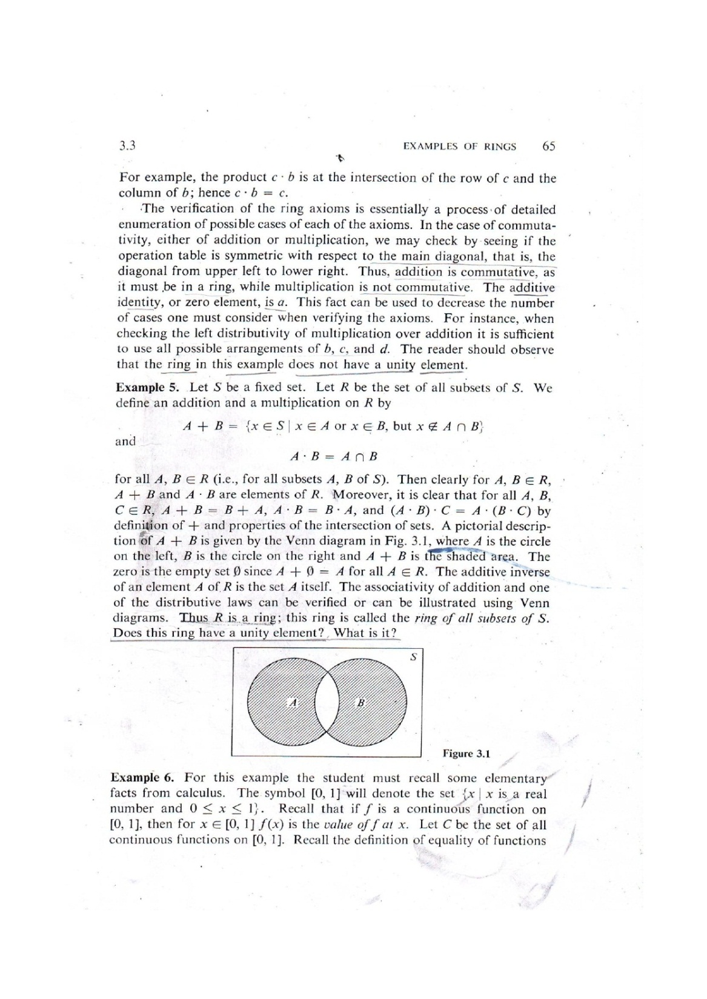 3.3 EXAMPLES OF RINGS 65
For example, the product c · b is at the intersection of the row of c and the
column of b; hence c · b = c.
The verification of the ring axioms is essentially a process of detailed
enumeration of possible cases of each of the axioms. In the case of commuta-
tivity, either of addition or multiplication, we may check by seeing if the
operation table is symmetric with respect to the main diagonal, that is, the
diagonal from upper left to lower right. Thus, addition is commutative, as
it must be in a ring, while multiplication is not commutative. The additive
identity, or zero element, is a. This fact can be used to decrease the number
of cases one must consider when verifying the axioms. For instance, when
checking the left distributivity of multiplication over addition it is sufficient
to use all possible arrangements of b, c, and d. The reader should observe
that the ring in this example does not have a unity element.
Example 5. Let S be a fixed set. Let R be the set of all subsets of S. We
define an addition and a multiplication on R by
A + B = {x ∈ S | x ∈ A or x ∈ B, but x ∉ A ∩ B}
and
A · B = A ∩ B
for all A, B ∈ R (i.e., for all subsets A, B of S). Then clearly for A, B ∈ R,
A + B and A · B are elements of R. Moreover, it is clear that for all A, B,
C ∈ R, A + B = B + A, A · B = B · A, and (A · B) · C = A · (B · C) by
definition of + and properties of the intersection of sets. A pictorial descrip-
tion of A + B is given by the Venn diagram in Fig. 3.1, where A is the circle
on the left, B is the circle on the right and A + B is the shaded area. The
zero is the empty set ∅ since A + ∅ = A for all A ∈ R. The additive inverse
of an element A of R is the set A itself. The associativity of addition and one
of the distributive laws can be verified or can be illustrated using Venn
diagrams. Thus R is a ring; this ring is called the ring of all subsets of S.
Does this ring have a unity element? What is it?
S
A B
Figure 3.1
Example 6. For this example the student must recall some elementary
facts from calculus. The symbol [0, 1] will denote the set {x | x is a real
number and 0 ≤ x ≤ 1}. Recall that if f is a continuous function on
[0, 1], then for x ∈ [0, 1] f(x) is the value of f at x. Let C be the set of all
continuous functions on [0, 1]. Recall the definition of equality of functions